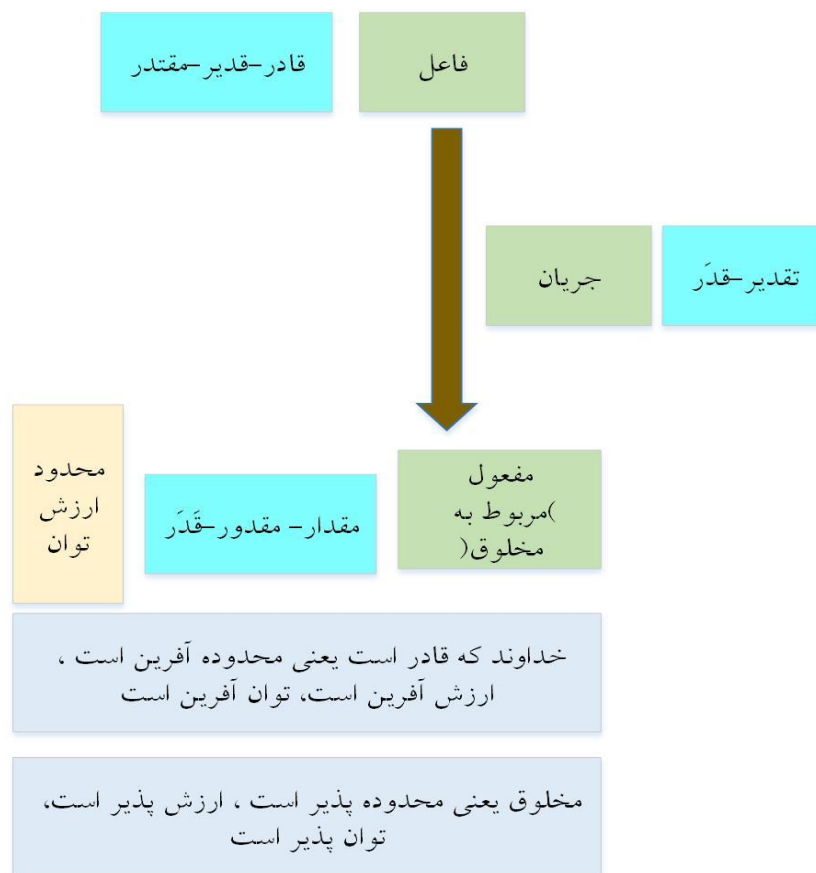 فاعل
قادر-قدیر-مقتدر
جریان
تقدیر-قدَر
مفعول
)مربوط به
مخلوق(
مقدار- مقدور-قَدَر
محدود
ارزش
توان
خداوند که قادر است یعنی محدوده آفرین است ،
ارزش آفرین است، توان آفرین است
مخلوق یعنی محدوده پذیر است ، ارزش پذیر است،
توان پذیر است